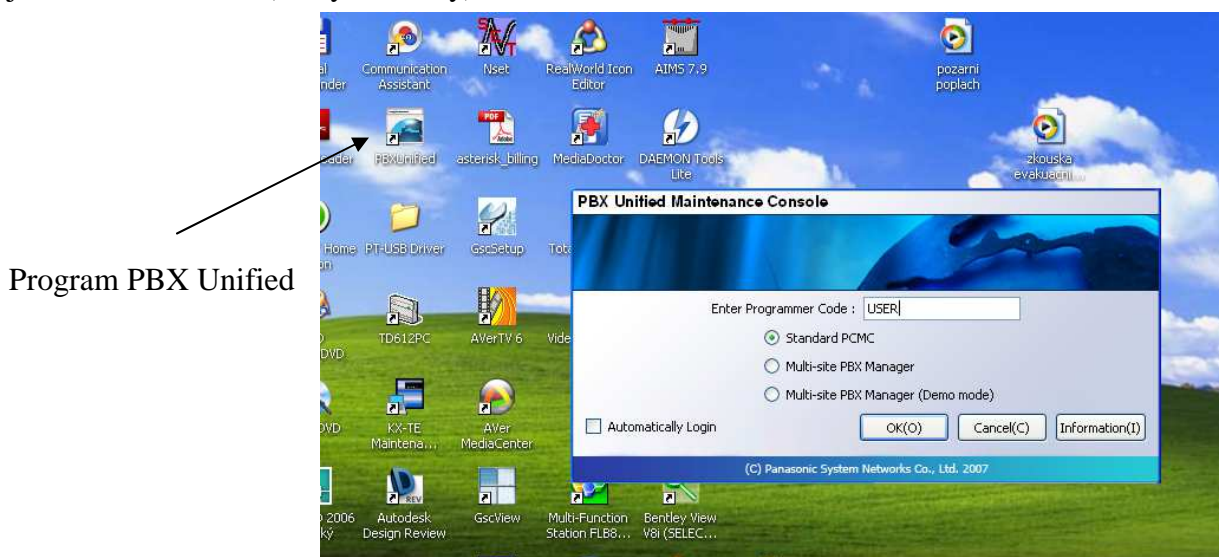 Communication
Assistant
Nset
RealWorld Icon
Editor
AIMS 7.9
pozarni
poplach
PBXUnified
asterisk_billing
MediaDoctor
DAEMON Tools
Lite
zkouska
evakuacni...
PBX Unified Maintenance Console
Home
PT-USB Driver
GscSetup
Program PBX Unified
Enter Programmer Code : USER
Standard PCMC
TD612PC
AVerTV 6
DVD
Multi-site PBX Manager
Multi-site PBX Manager (Demo mode)
Automatically Login
OK(O)
Cancel(C)
Information(I)
DVD
KX-TE
Maintena...
AVer
MediaCenter
(C) Panasonic System Networks Co., Ltd. 2007
2006
Autodesk
Design Review
GscView
Multi-Function
Station FLB8...
Bentley View
V8i (SELEC...